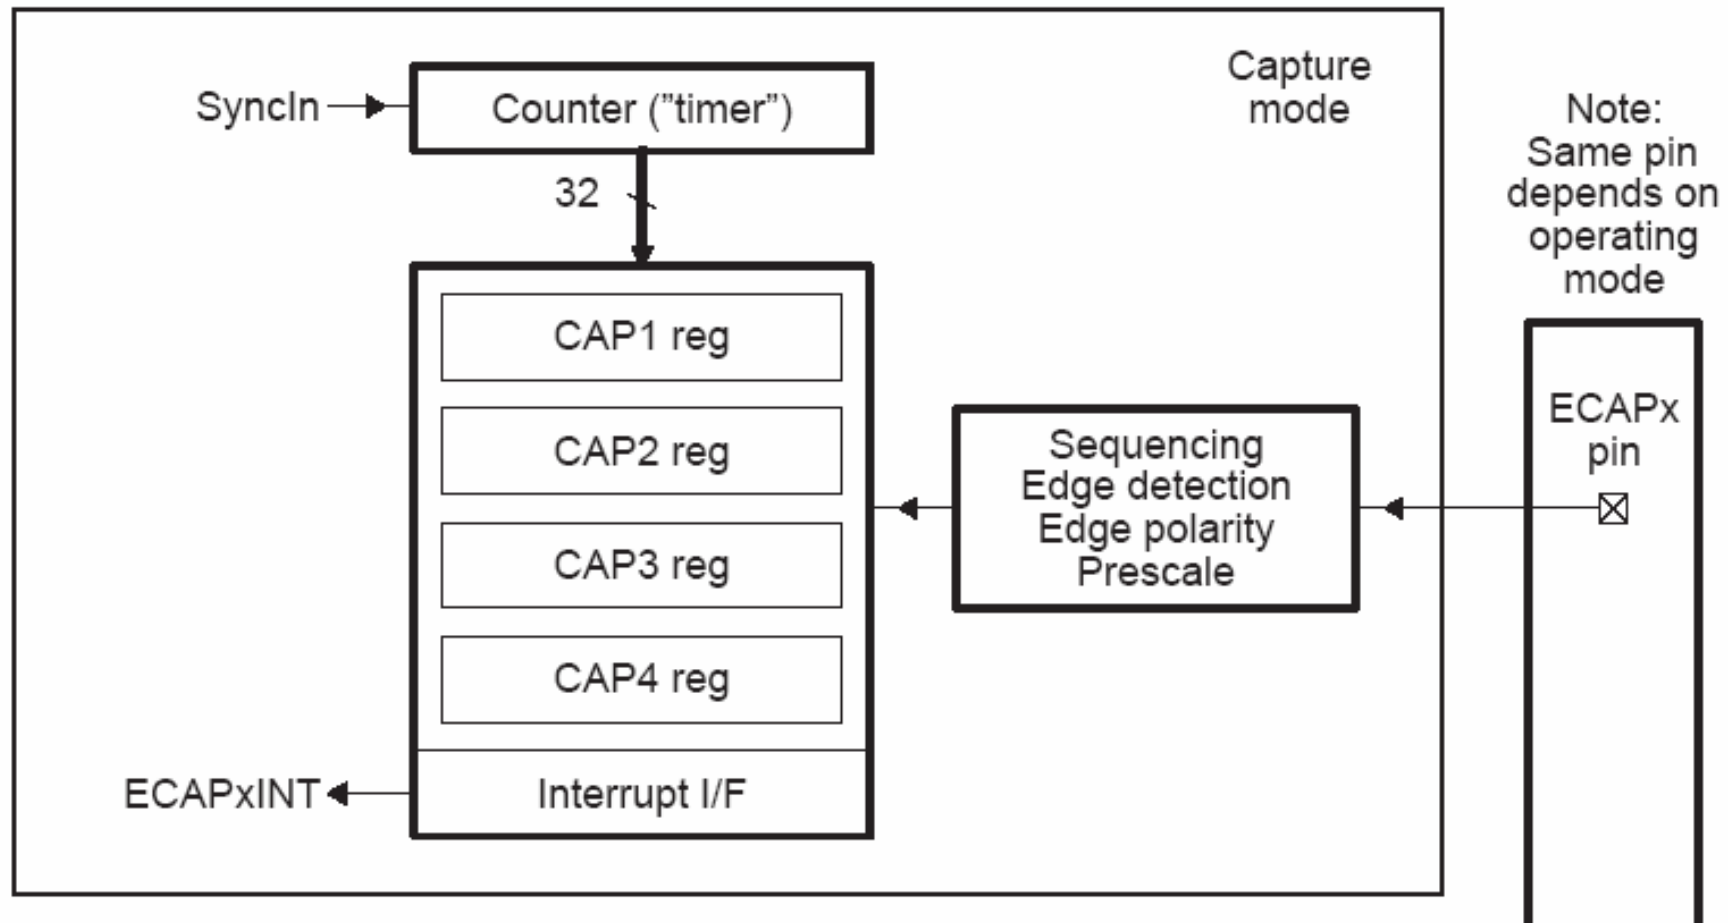 Capture
mode
SyncIn
Counter (”timer”)
32
Note:
Same pin
depends on
operating
mode
CAP1 reg
CAP2 reg
CAP3 reg
CAP4 reg
Sequencing
Edge detection
Edge polarity
Prescale
ECAPx
pin
ECAPxINT
Interrupt I/F